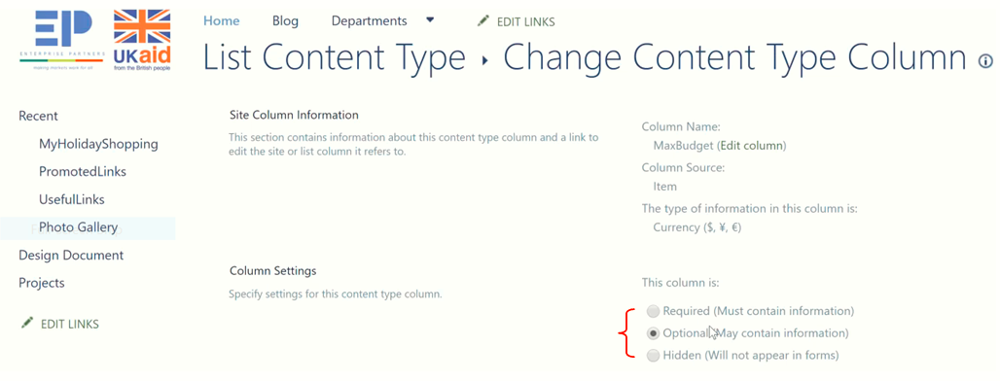 EP
ENTERPRISE PARTNERS
making markets work for all
UKaid
from the British people
Home Blog Departments EDIT LINKS
List Content Type ▸ Change Content Type Column
Recent
MyHolidayShopping
PromotedLinks
UsefulLinks
Photo Gallery
Design Document
Projects
EDIT LINKS
Site Column Information
This section contains information about this content type column and a link to
edit the site or list column it refers to.
Column Name:
MaxBudget (Edit column)
Column Source:
Item
The type of information in this column is:
Currency ($, ¥, €)
Column Settings
Specify settings for this content type column.
This column is:
Required (Must contain information)
Optional (May contain information)
Hidden (Will not appear in forms)